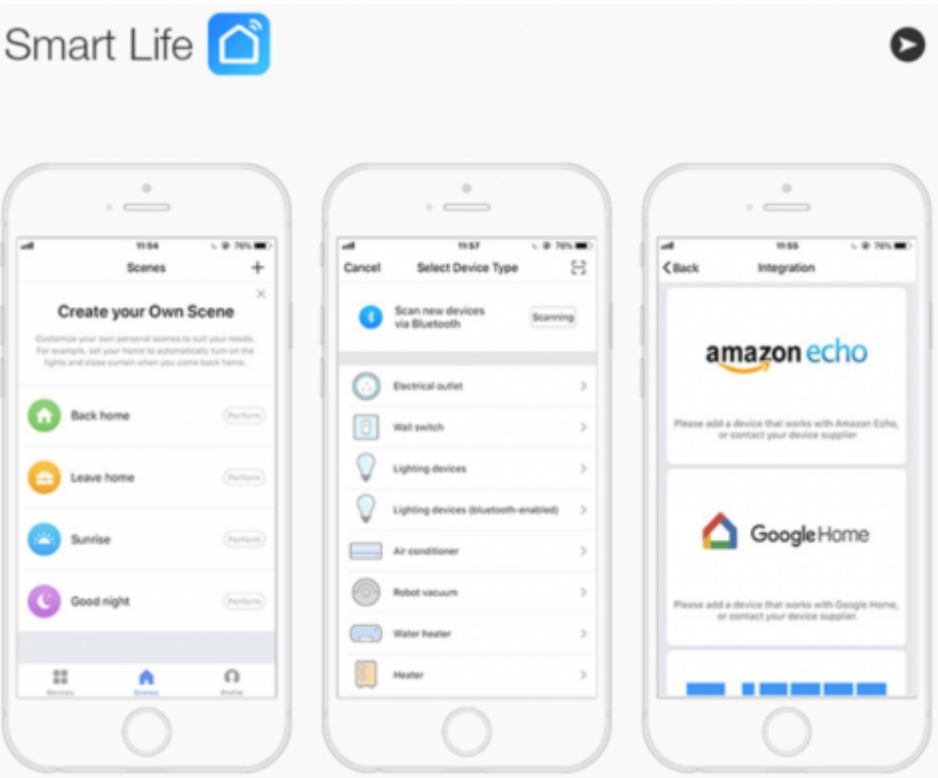 Smart Life
11:54
76%
Scenes
+
Create your Own Scene
Customize your own personal scenes to suit your needs.
For example, set your home to automatically turn on the
lights and close curtain when you come back home.
Back home
Perform
Leave home
Perform
Sunrise
Perform
Good night
Perform
Devices
Scenes
Profile
11:57
76%
Cancel
Select Device Type
Scan new devices
via Bluetooth
Scanning
Electrical outlet
Wall switch
Lighting devices
Lighting devices (bluetooth-enabled)
Air conditioner
Robot vacuum
Water heater
Heater
11:55
76%
Back
Integration
amazon echo
Please add a device that works with Amazon Echo,
or contact your device supplier
Google Home
Please add a device that works with Google Home,
or contact your device supplier.